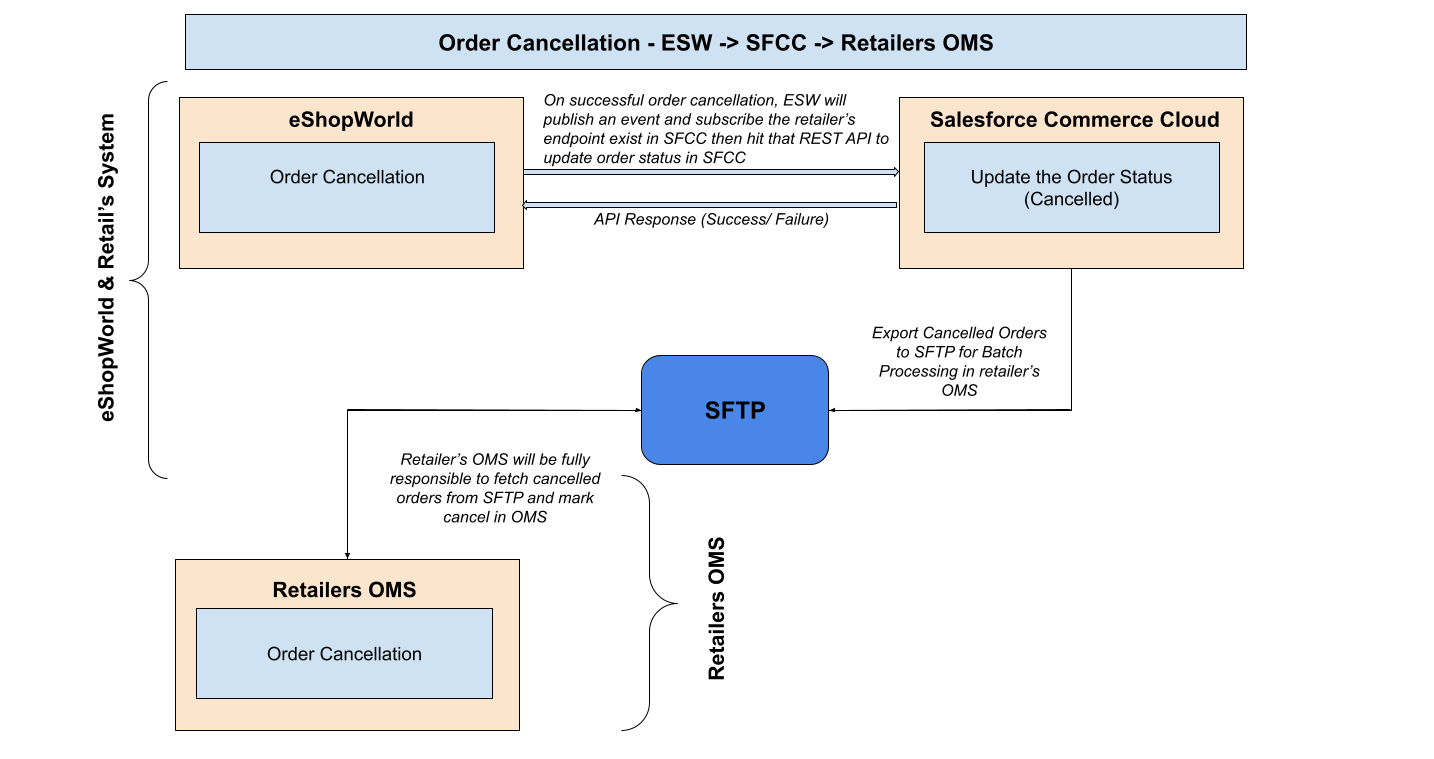 Order Cancellation - ESW -> SFCC -> Retailers OMS
eShopWorld & Retail's System
eShopWorld
Order Cancellation
On successful order cancellation, ESW will
publish an event and subscribe the retailer's
endpoint exist in SFCC then hit that REST API to
update order status in SFCC
API Response (Success/ Failure)
Salesforce Commerce Cloud
Update the Order Status
(Cancelled)
Export Cancelled Orders
to SFTP for Batch
Processing in retailer's
OMS
SFTP
Retailer's OMS will be fully
responsible to fetch cancelled
orders from SFTP and mark
cancel in OMS
Retailers OMS
Order Cancellation
Retailers OMS